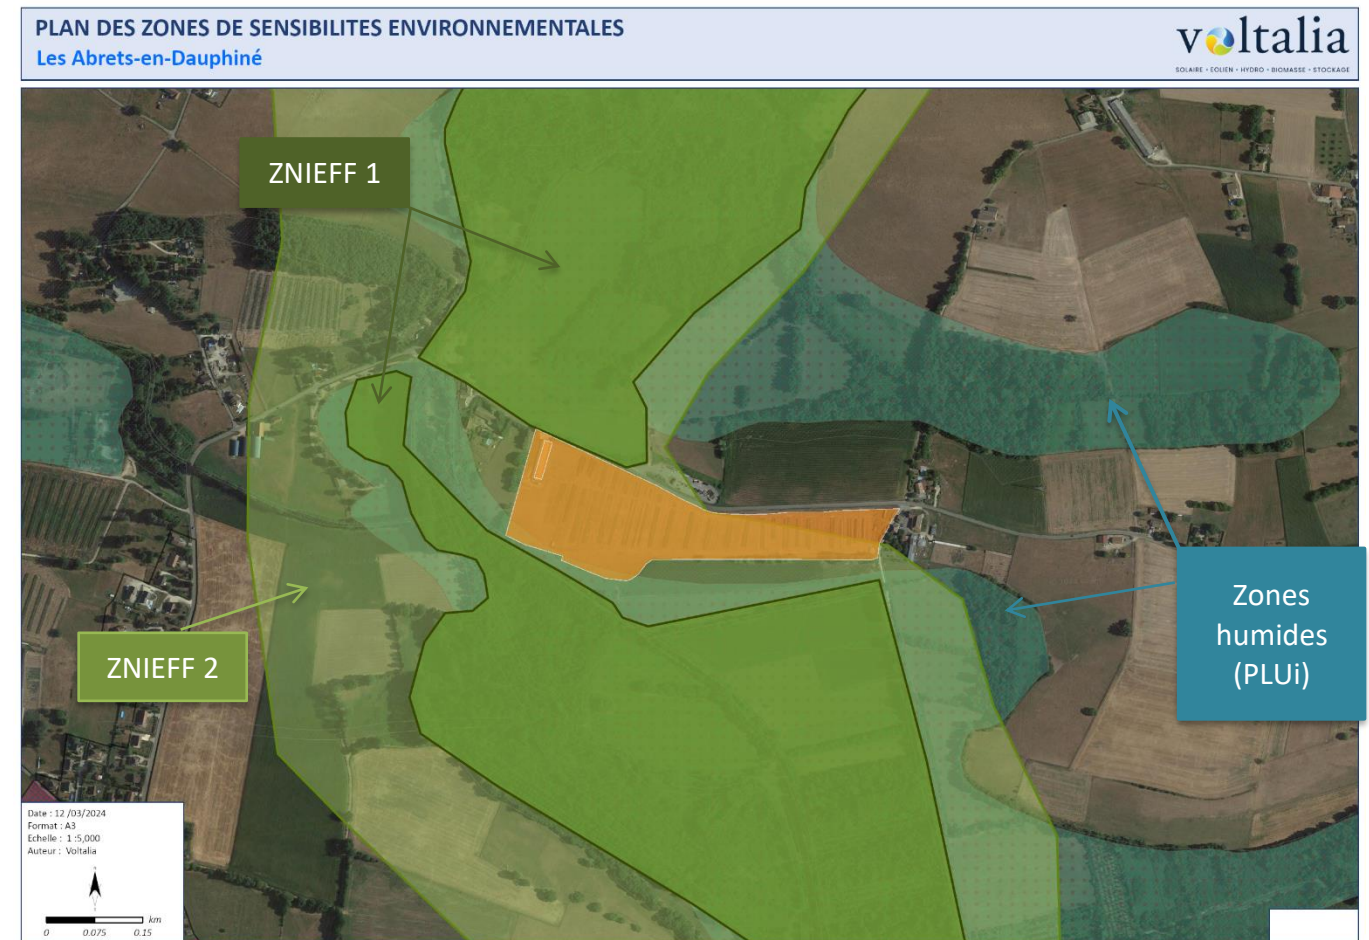 PLAN DES ZONES DE SENSIBILITES ENVIRONNEMENTALES
Les Abrets-en-Dauphiné
voltalia
SOLAIRE • EOLIEN • HYDRO • BIOMASSE • STOCKAGE
ZNIEFF 1
ZNIEFF 2
Zones
humides
(PLUi)
Date : 12 /03/2024
Format : A3
Echelle : 1 :5,000
Auteur : Voltalia
km
0 0.075 0.15